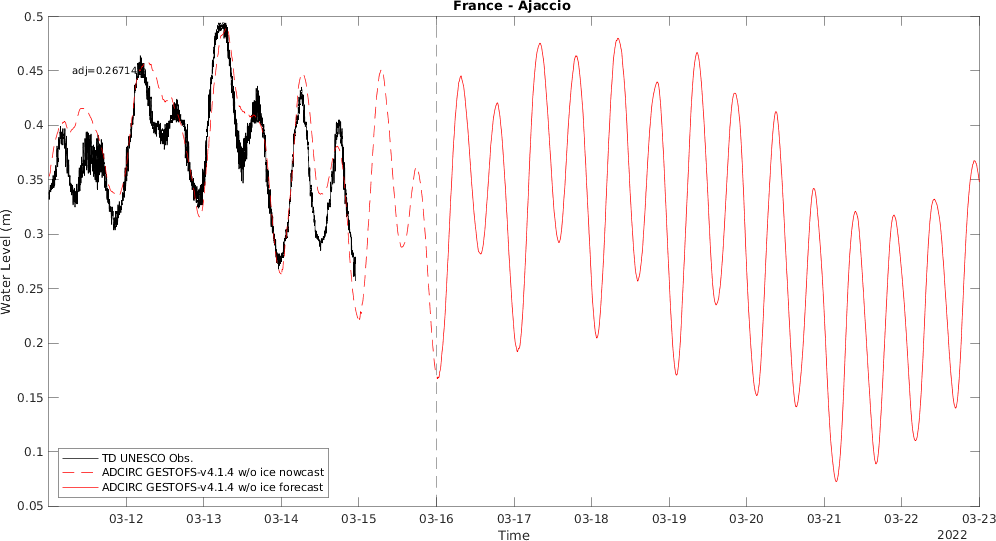 France - Ajaccio
0.5
0.45
0.4
0.35
0.3
0.25
0.2
0.15
0.1
0.05
Water Level (m)
adj=0.26714
TD UNESCO Obs.
ADCIRC GESTOFS-v4.1.4 w/o ice nowcast
ADCIRC GESTOFS-v4.1.4 w/o ice forecast
03-12 03-13 03-14 03-15 03-16 03-17 03-18 03-19 03-20 03-21 03-22 03-23
Time
2022